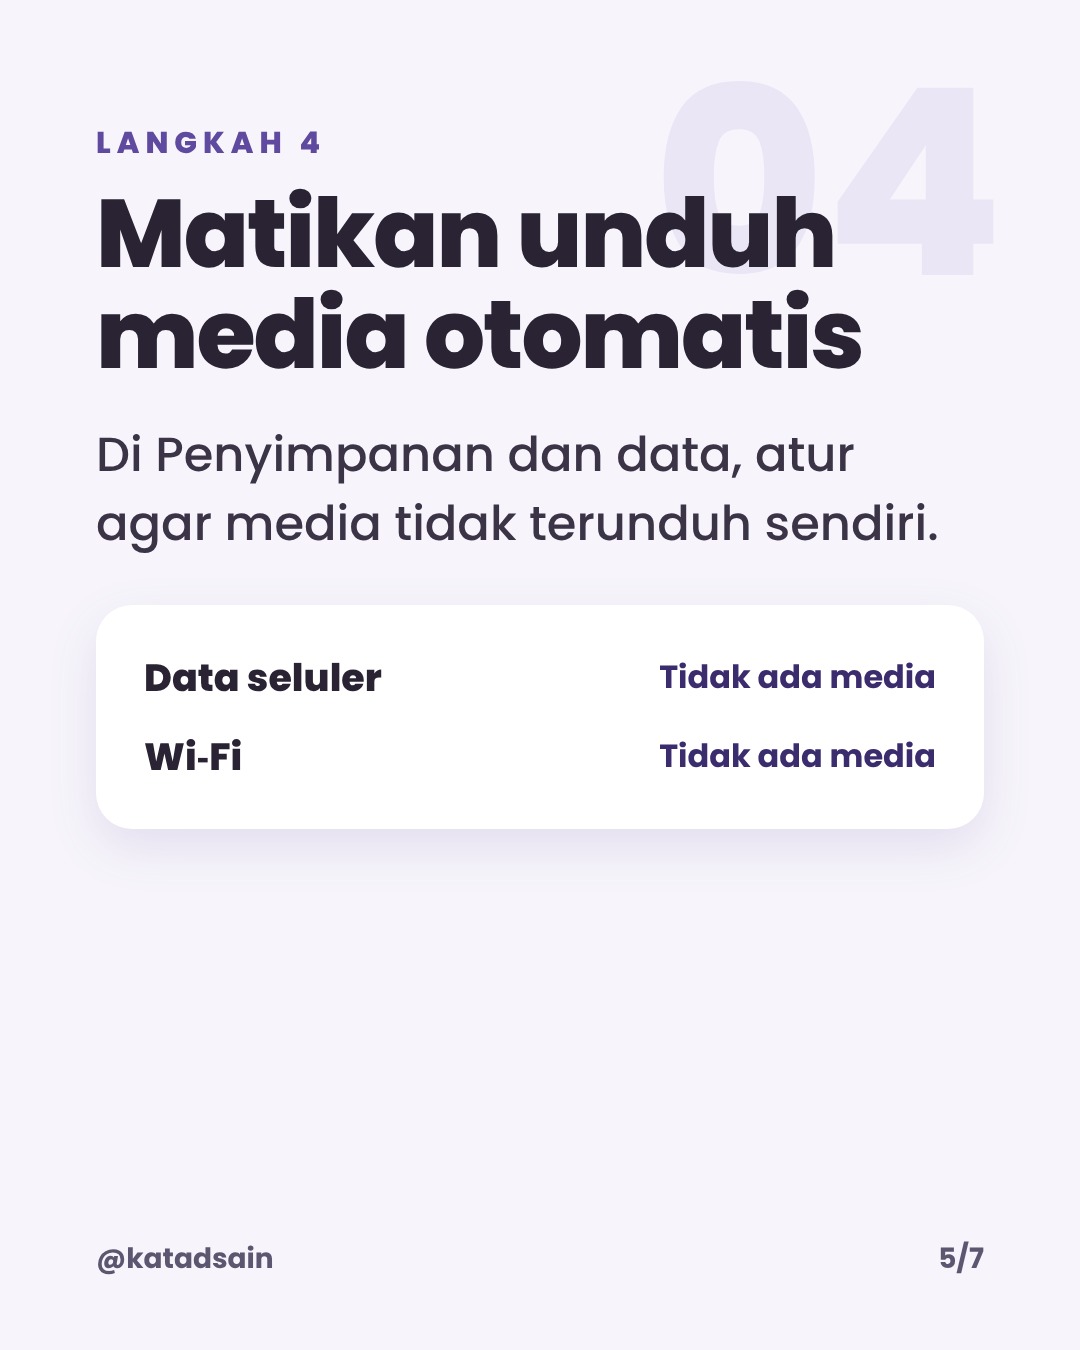 04
LANGKAH 4
Matikan unduh
media otomatis
Di Penyimpanan dan data, atur
agar media tidak terunduh sendiri.
Data seluler Tidak ada media
Wi-Fi Tidak ada media
@katadsain 5/7